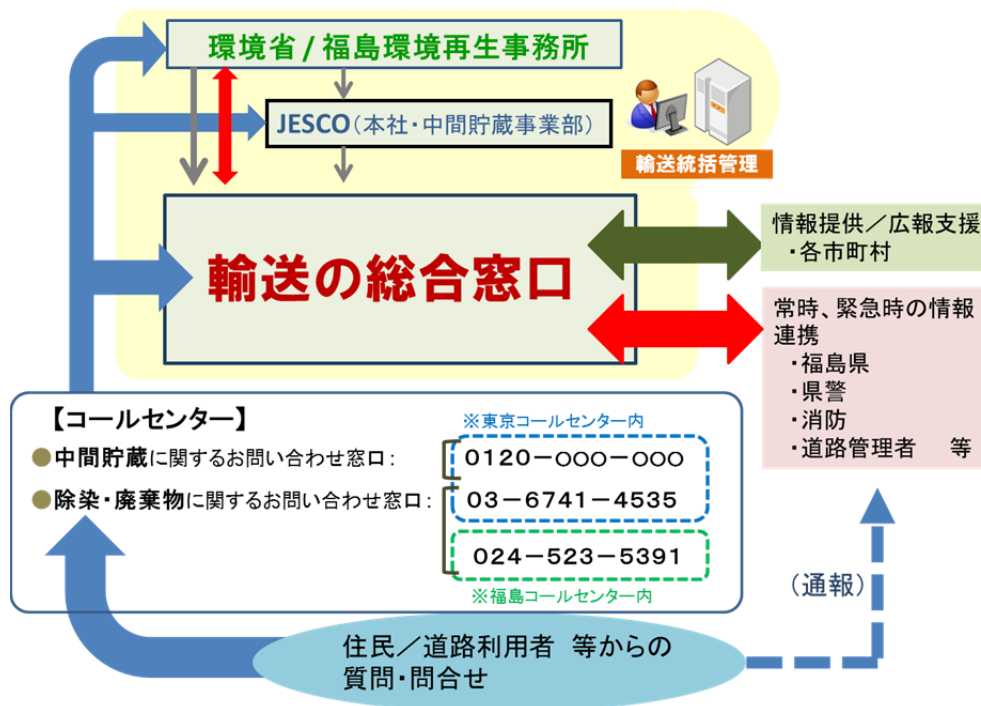 環境省/福島環境再生事務所
JESCO(本社・中間貯蔵事業部)
輸送統括管理
輸送の総合窓口
情報提供/広報支援
・各市町村
常時、緊急時の情報
連携
・福島県
・県警
・消防
・道路管理者 等
【コールセンター】
※東京コールセンター内
●中間貯蔵に関するお問い合わせ窓口:
0120-○○○-○○○
●除染・廃棄物に関するお問い合わせ窓口:
03-6741-4535
024-523-5391
※福島コールセンター内
(通報)
住民/道路利用者 等からの
質問・問合せ